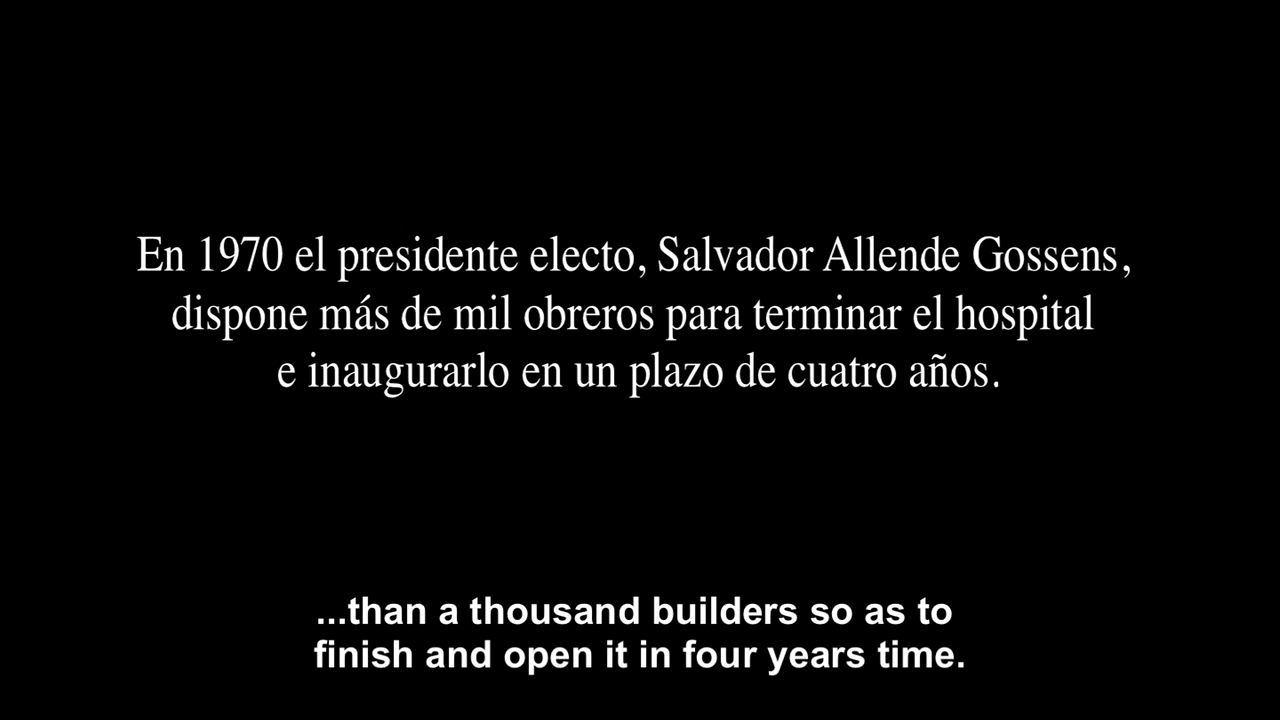 En 1970 el presidente electo, Salvador Allende Gossens,
dispone más de mil obreros para terminar el hospital
e inaugurarlo en un plazo de cuatro años.
...than a thousand builders so as to
finish and open it in four years time.